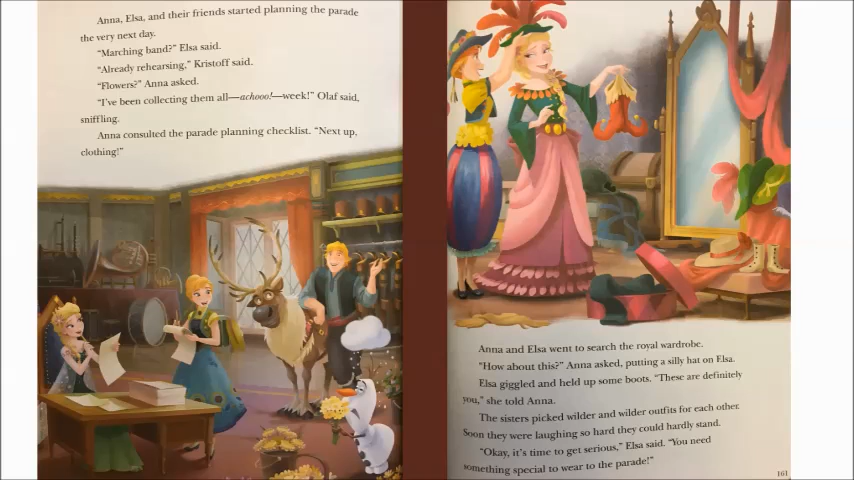 Anna, Elsa, and their friends started planning the parade
the very next day.
"Marching band?" Elsa said.
"Already rehearsing," Kristoff said.
"Flowers?" Anna asked.
"I've been collecting them all—achooo!—week!" Olaf said,
sniffling.
Anna consulted the parade planning checklist. "Next up,
clothing!"
Anna and Elsa went to search the royal wardrobe.
"How about this?" Anna asked, putting a silly hat on Elsa.
Elsa giggled and held up some boots. "These are definitely
you," she told Anna.
The sisters picked wilder and wilder outfits for each other.
Soon they were laughing so hard they could hardly stand.
"Okay, it's time to get serious," Elsa said. "You need
something special to wear to the parade!"
161